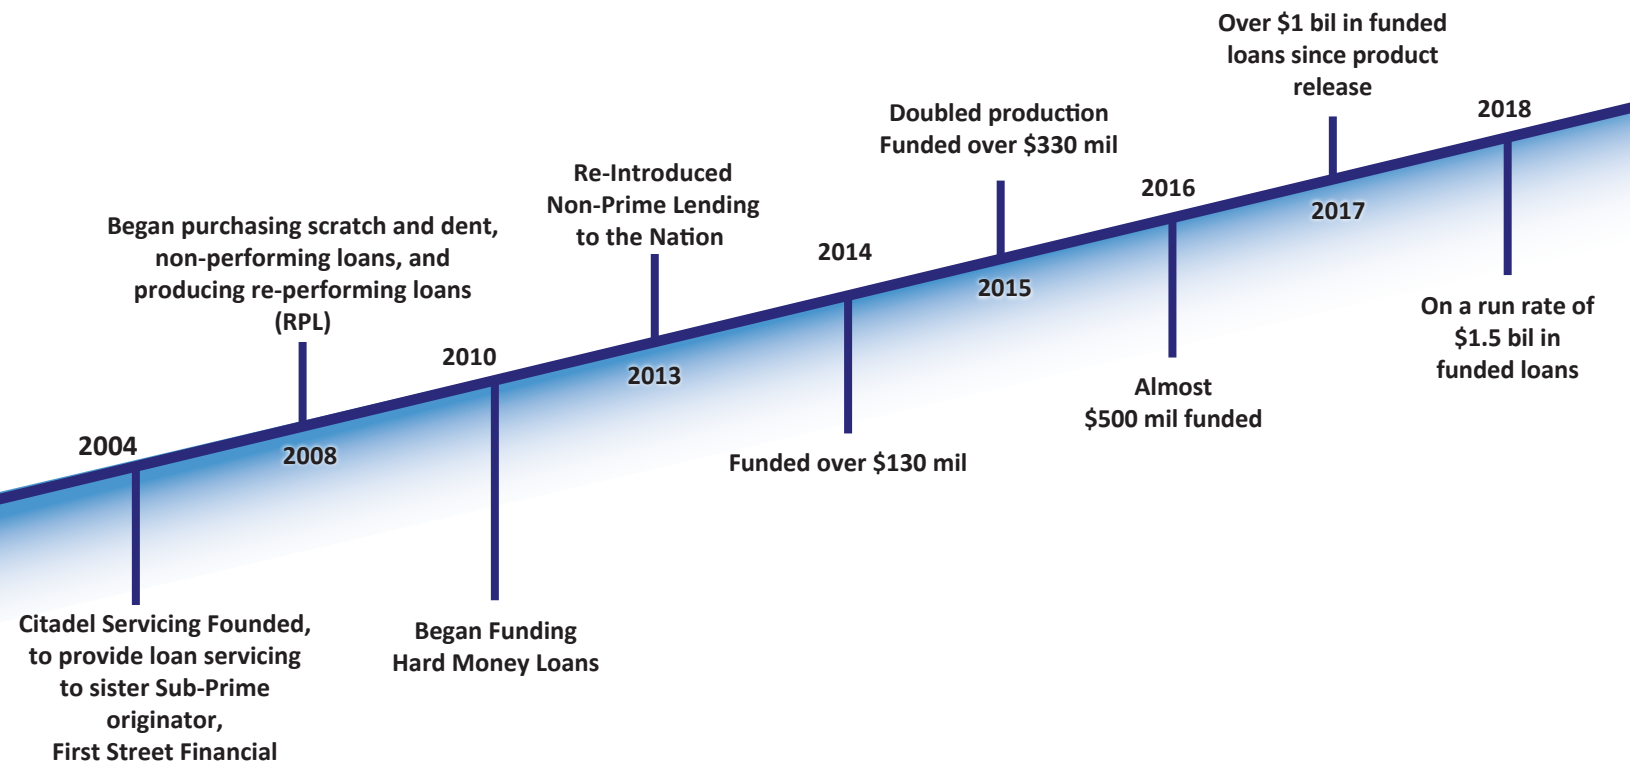 2004
Citadel Servicing Founded,
to provide loan servicing
to sister Sub-Prime
originator,
First Street Financial
Began purchasing scratch and dent,
non-performing loans, and
producing re-performing loans
(RPL)
2008
2010
Began Funding
Hard Money Loans
Re-Introduced
Non-Prime Lending
to the Nation
2013
2014
Funded over $130 mil
Doubled production
Funded over $330 mil
2015
2016
Almost
$500 mil funded
Over $1 bil in funded
loans since product
release
2017
2018
On a run rate of
$1.5 bil in
funded loans